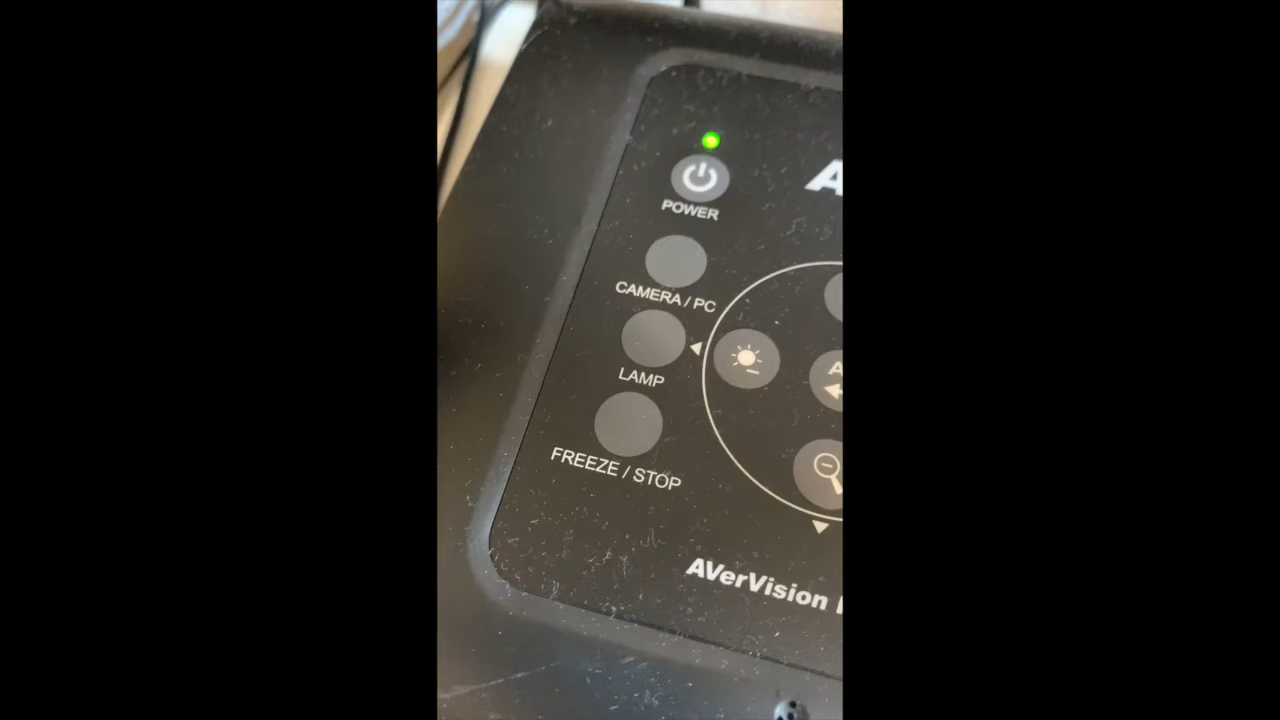 POWER
CAMERA / PC
LAMP
FREEZE / STOP
AVerVision